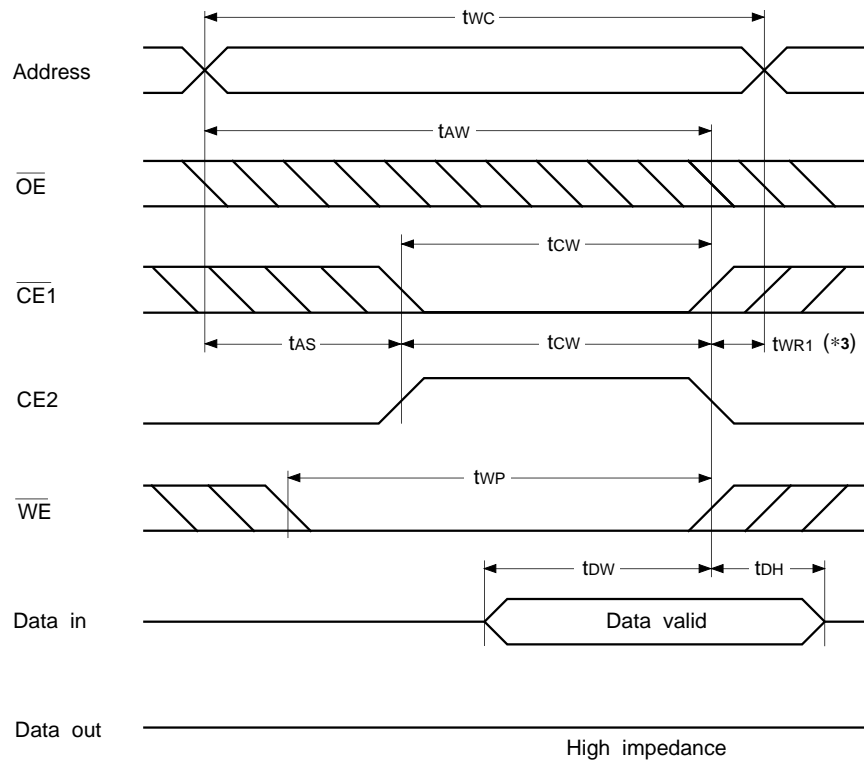 tWC
Address
tAW
OE
tCW
CE1
tAS tCW tWR1 (*3)
CE2
tWP
WE
tDW tDH
Data in Data valid
Data out
High impedance